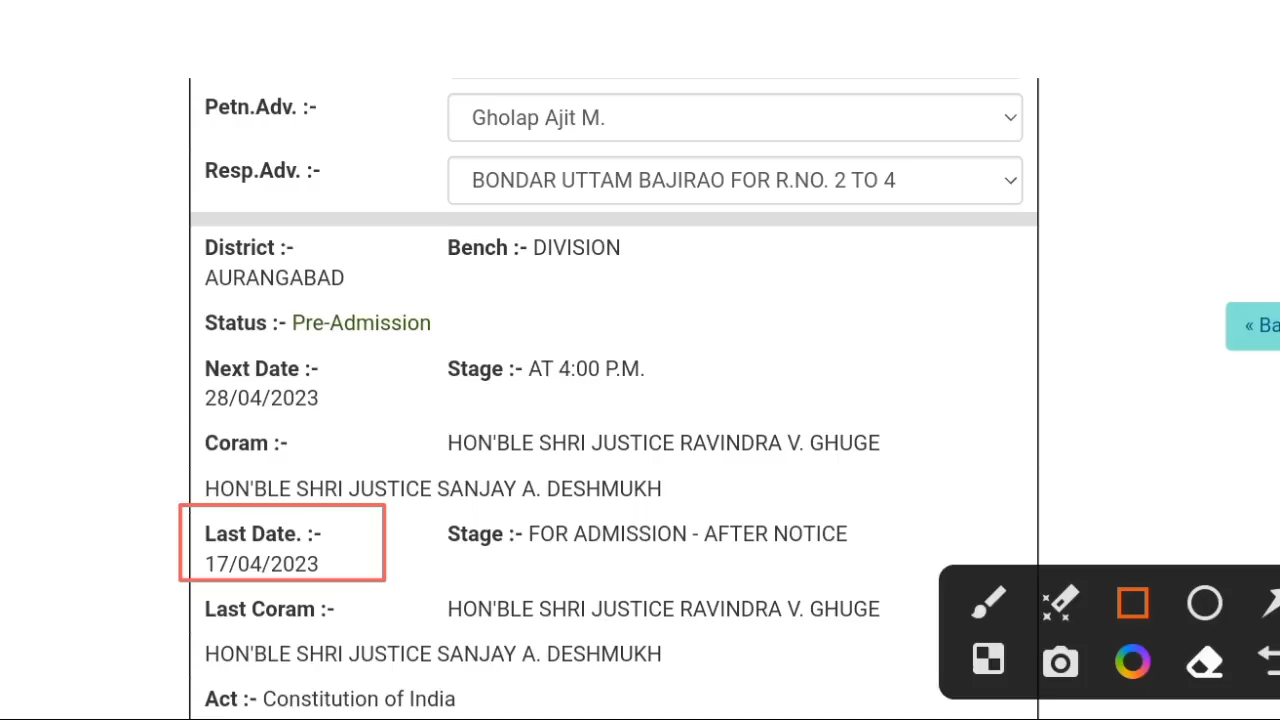 Petn.Adv. :- Gholap Ajit M.
Resp.Adv. :- BONDAR UTTAM BAJIRAO FOR R.NO. 2 TO 4
District :- Bench :- DIVISION
AURANGABAD
Status :- Pre-Admission
« Ba
Next Date :- Stage :- AT 4:00 P.M.
28/04/2023
Coram :- HON'BLE SHRI JUSTICE RAVINDRA V. GHUGE
HON'BLE SHRI JUSTICE SANJAY A. DESHMUKH
Last Date. :- Stage :- FOR ADMISSION - AFTER NOTICE
17/04/2023
Last Coram :- HON'BLE SHRI JUSTICE RAVINDRA V. GHUGE
HON'BLE SHRI JUSTICE SANJAY A. DESHMUKH
Act :- Constitution of India